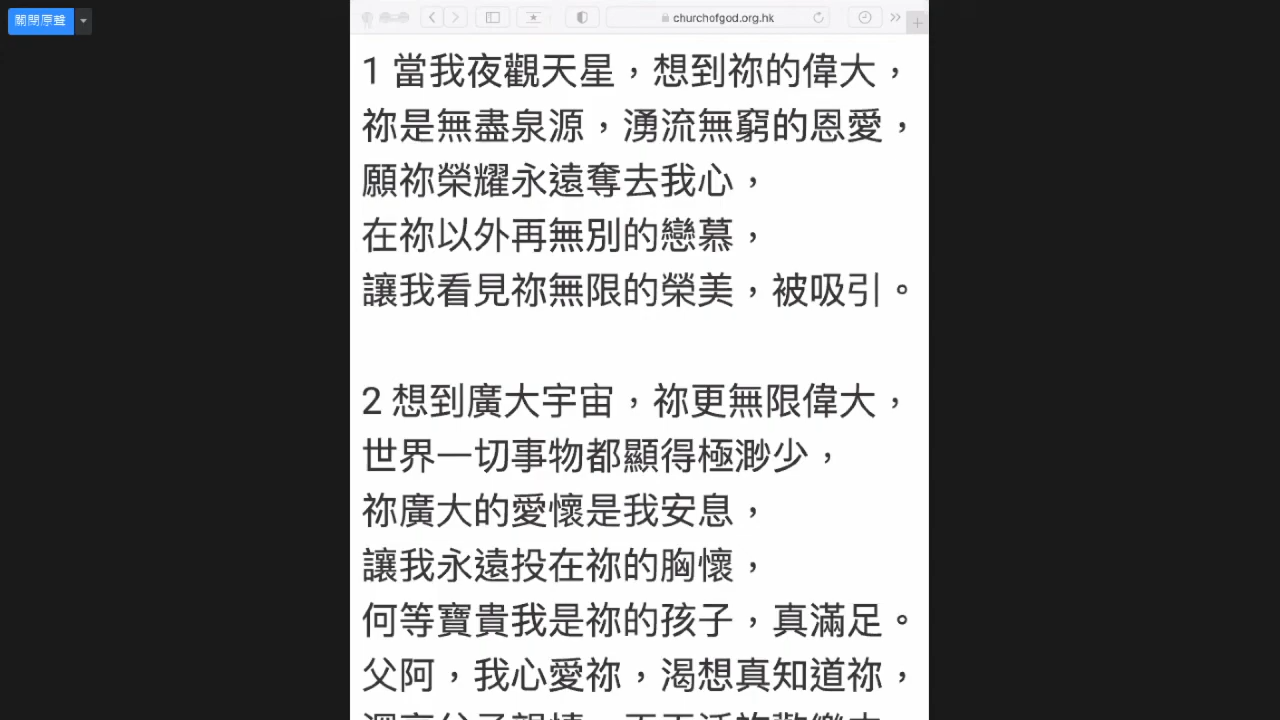 關閉原聲
churchofgod.org.hk
1 當我夜觀天星，想到祢的偉大，
祢是無盡泉源，湧流無窮的恩愛，
願祢榮耀永遠奪去我心，
在祢以外再無別的戀慕，
讓我看見祢無限的榮美，被吸引。
2 想到廣大宇宙，祢更無限偉大，
世界一切事物都顯得極渺少，
祢廣大的愛懷是我安息，
讓我永遠投在祢的胸懷，
何等寶貴我是祢的孩子，真滿足。
父阿，我心愛祢，渴想真知道祢，